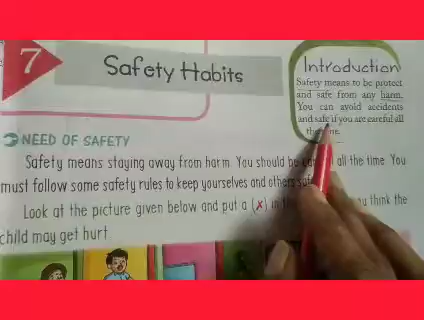 7
Safety Habits
Introduction
Safety means to be protect
and safe from any harm.
You can avoid accidents
and safe if you are careful all
NEED OF SAFETY
Safety means staying away from harm. You should be all the time. You
must follow some safety rules to keep yourselves and others
Look at the picture given below and put a (✗) in think the
child may get hurt